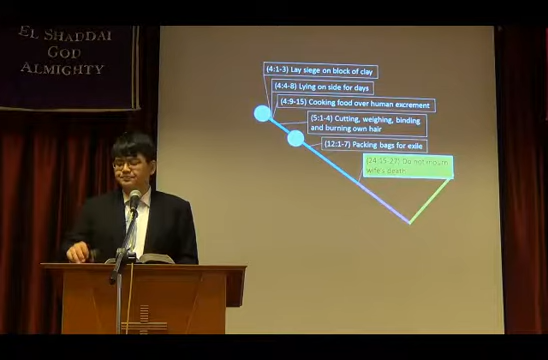 EL SHADDAI
GOD
ALMIGHTY
(4:1-3) Lay siege on block of clay
(4:4-8) Lying on side for days
(4:9-15) Cooking food over human excrement
(5:1-4) Cutting, weighing, binding
and burning own hair
(12:1-7) Packing bags for exile
(24:15-27) Do not mourn
wife's death